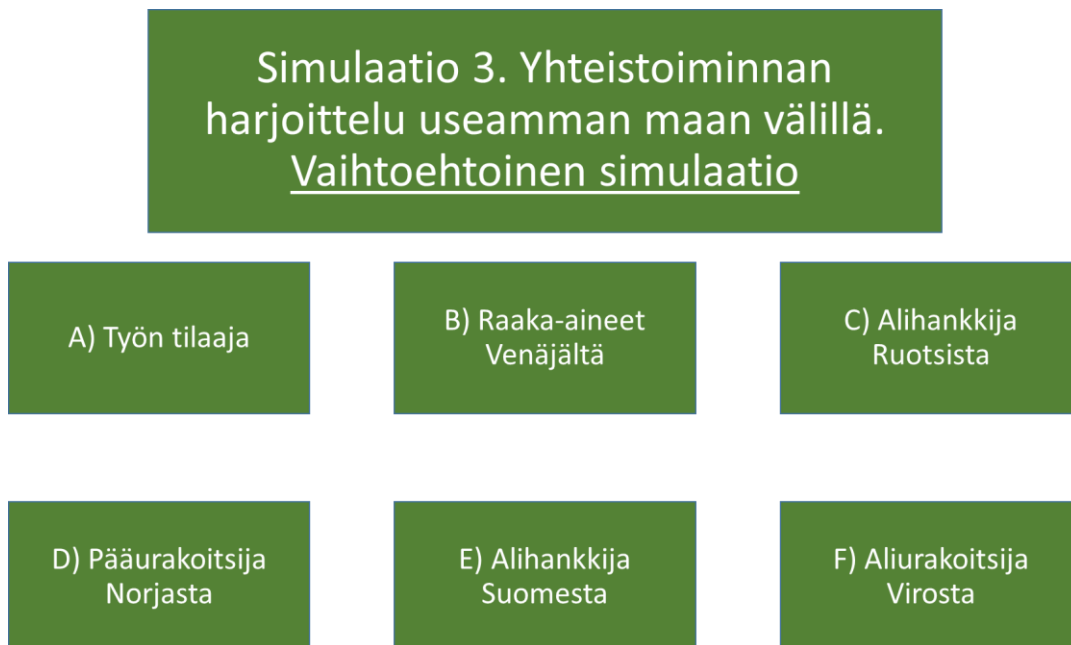 Simulaatio 3. Yhteistoiminnan
harjoittelu useamman maan välillä.
Vaihtoehtoinen simulaatio
A) Työn tilaaja
B) Raaka-aineet
Venäjältä
C) Alihankkija
Ruotsista
D) Pääurakoitsija
Norjasta
E) Alihankkija
Suomesta
F) Aliurakoitsija
Virosta